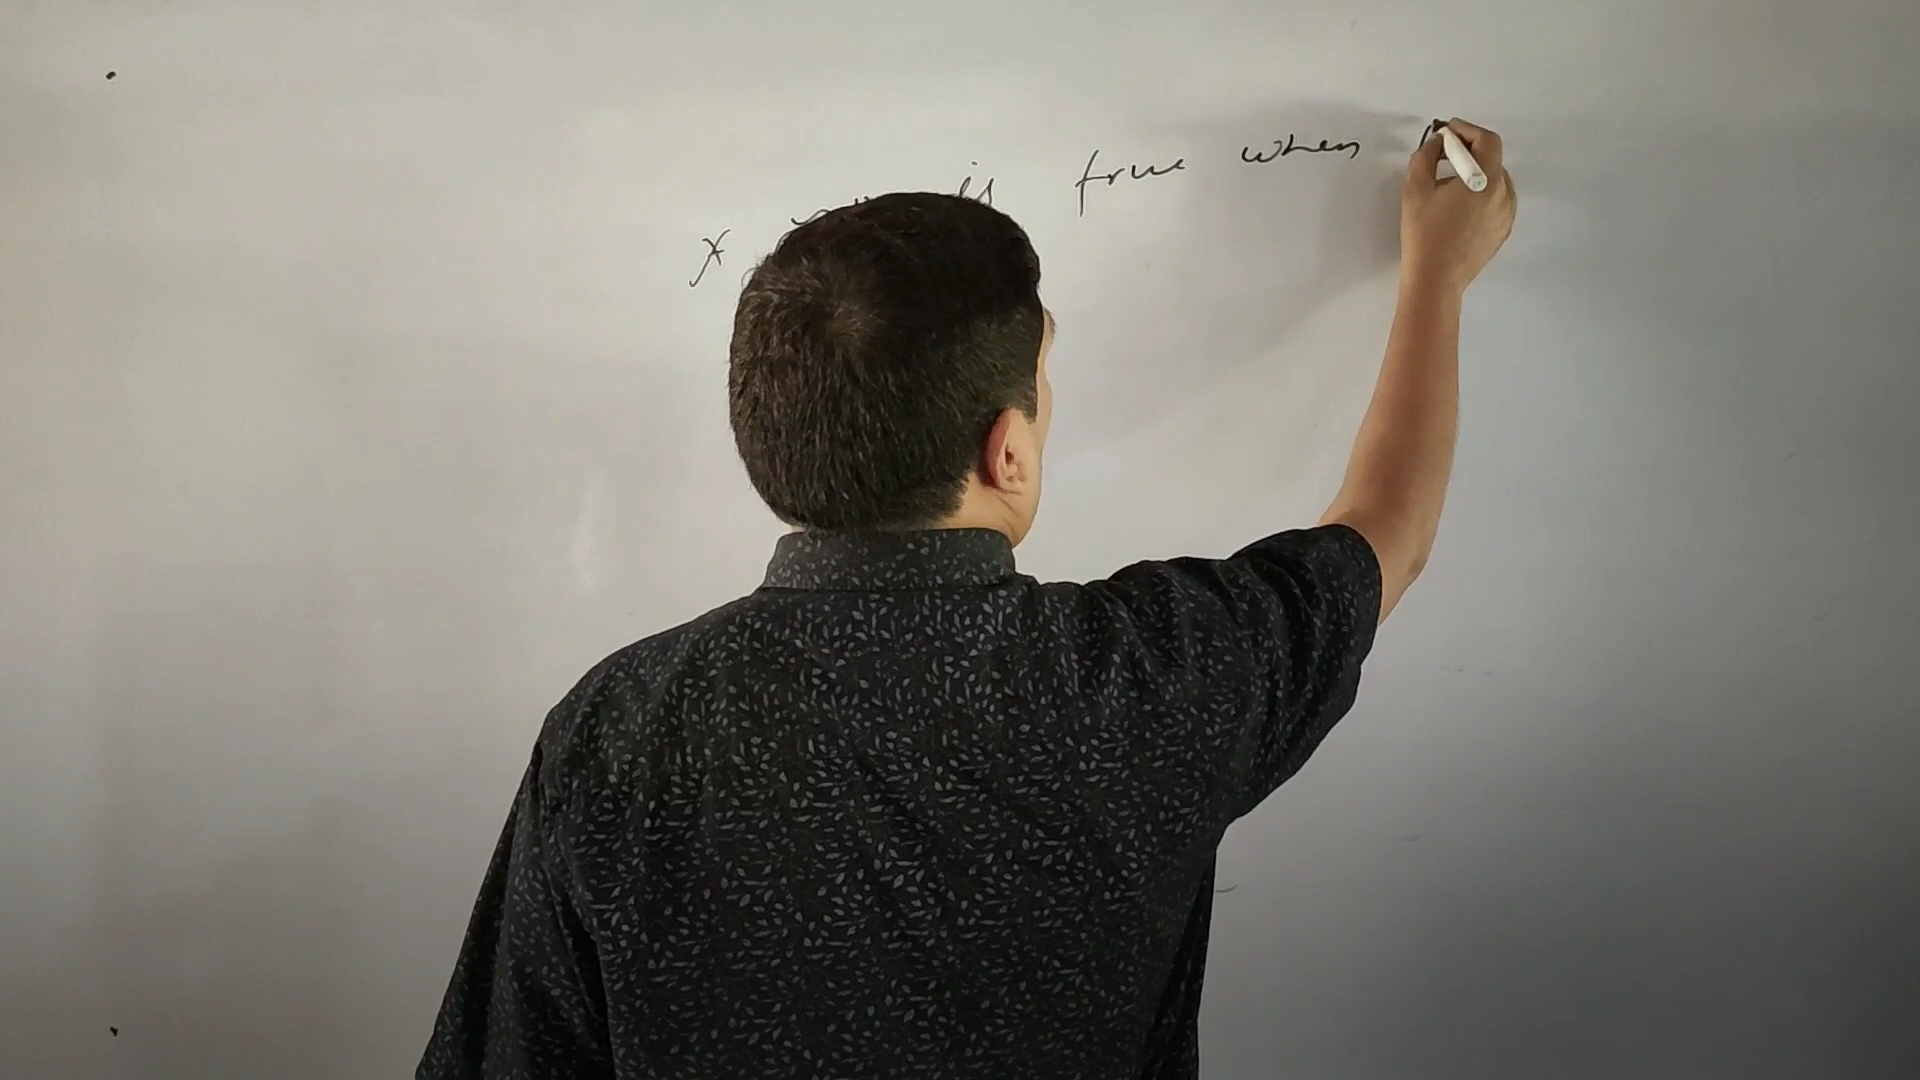 x is true when